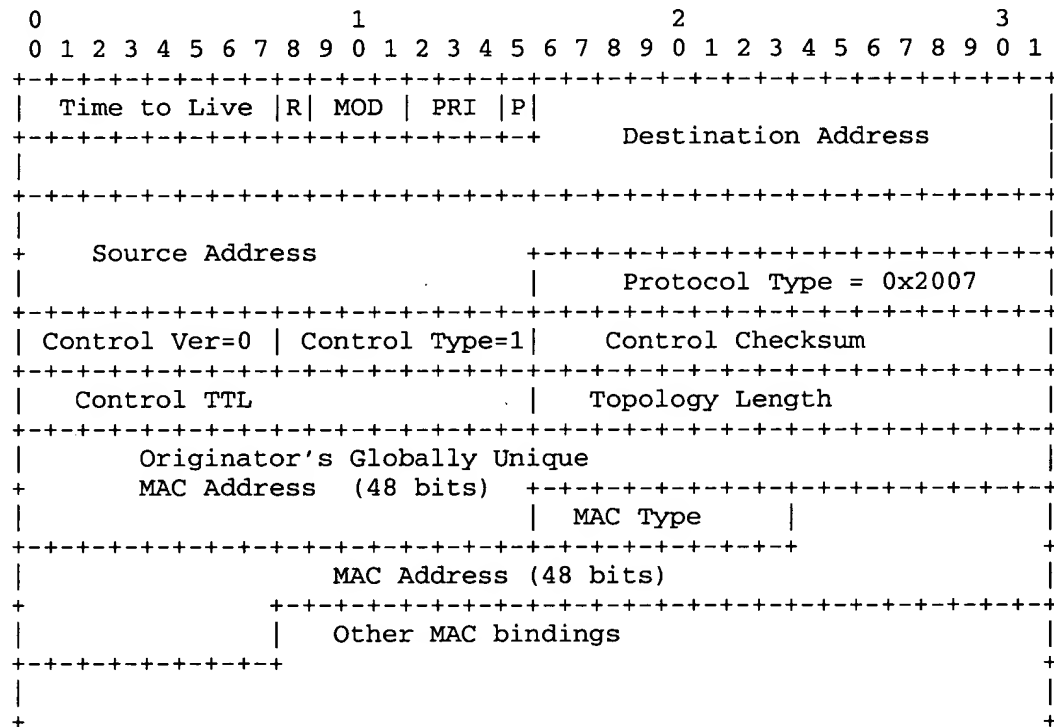 0                   1                   2                   3
0 1 2 3 4 5 6 7 8 9 0 1 2 3 4 5 6 7 8 9 0 1 2 3 4 5 6 7 8 9 0 1
Time to Live |R| MOD | PRI |P|
Destination Address
Source Address
Protocol Type = 0x2007
Control Ver=0 | Control Type=1| Control Checksum
Control TTL | Topology Length
Originator's Globally Unique
MAC Address (48 bits)
MAC Type
MAC Address (48 bits)
Other MAC bindings